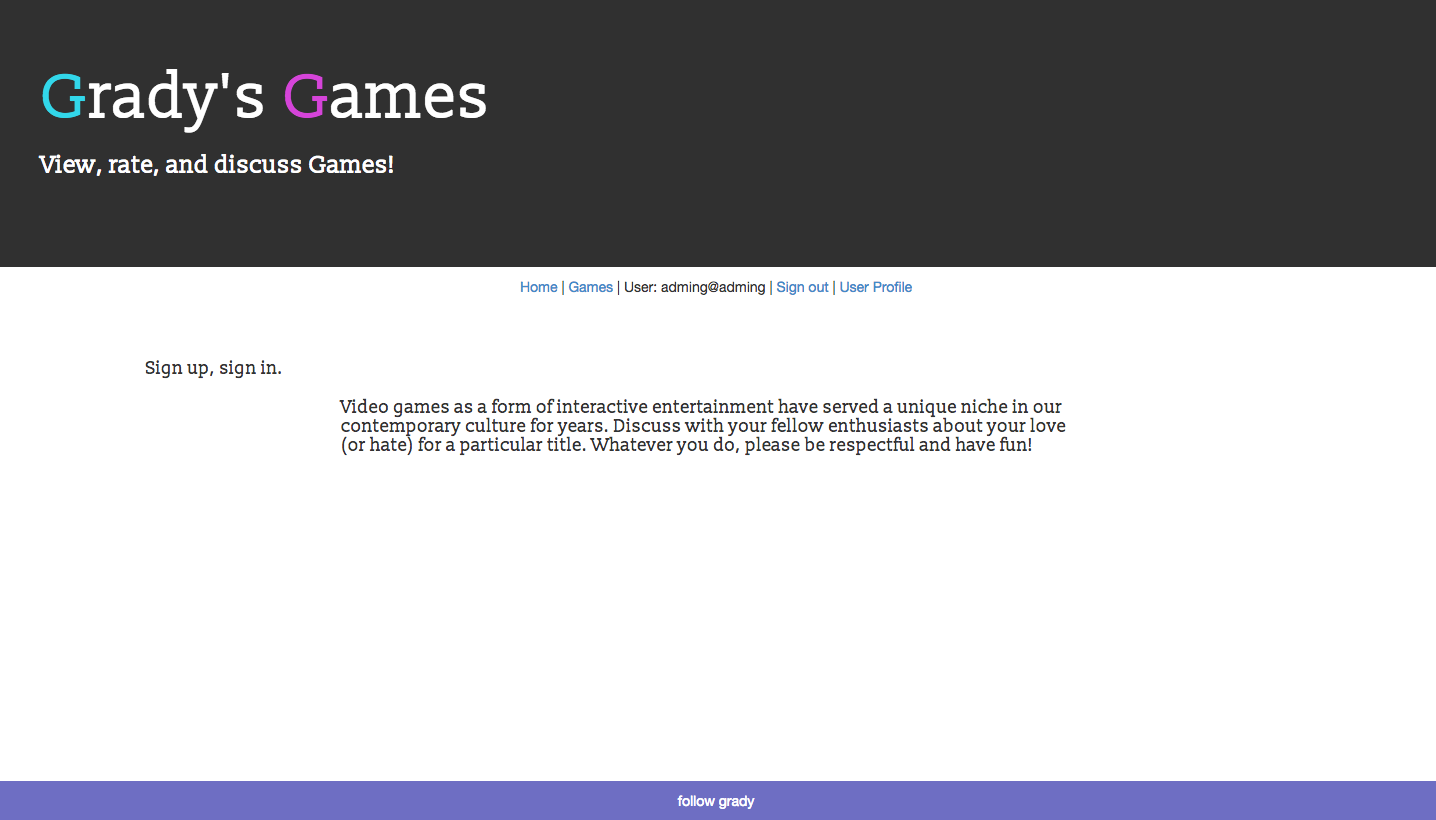 Grady's Games
View, rate, and discuss Games!
Home | Games | User: adming@adming | Sign out | User Profile
Sign up, sign in.
Video games as a form of interactive entertainment have served a unique niche in our
contemporary culture for years. Discuss with your fellow enthusiasts about your love
(or hate) for a particular title. Whatever you do, please be respectful and have fun!
follow grady